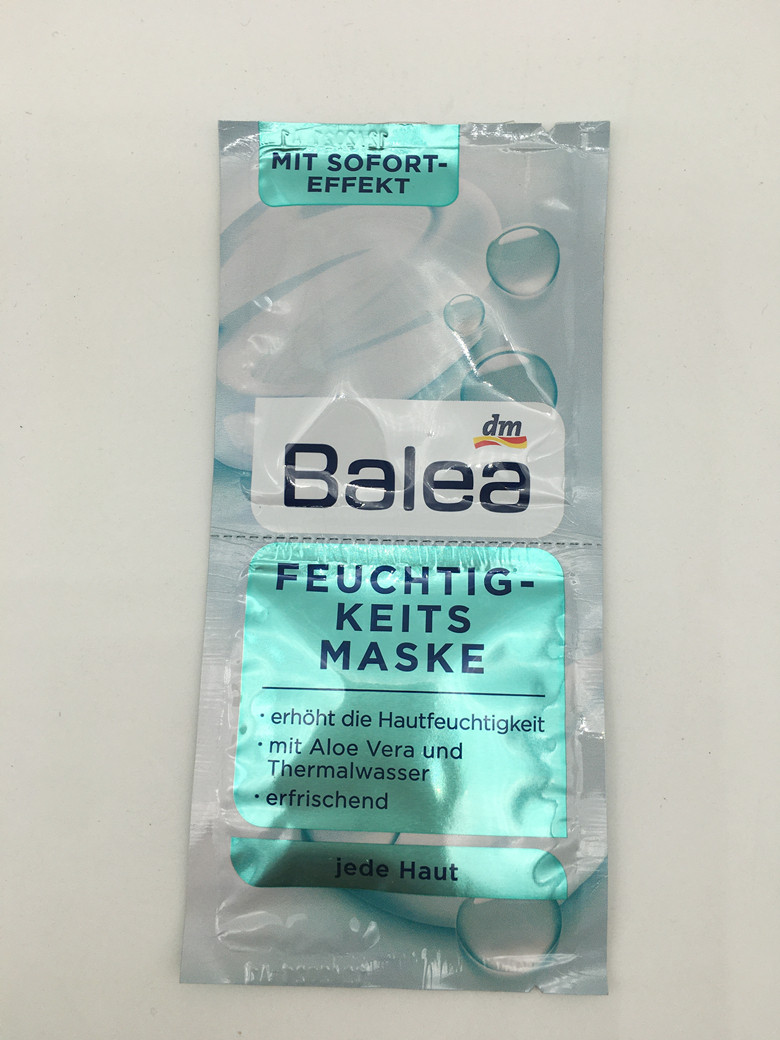 MIT SOFORT-
EFFEKT
dm
Balea
FEUCHTIG-
KEITS
MASKE
· erhöht die Hautfeuchtigkeit
· mit Aloe Vera und
Thermalwasser
· erfrischend
jede Haut